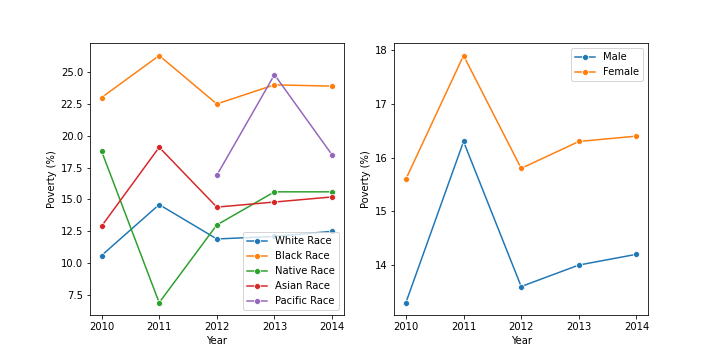 25.0
22.5
20.0
17.5
15.0
12.5
10.0
7.5
Poverty (%)
2010 2011 2012 2013 2014
Year
White Race
Black Race
Native Race
Asian Race
Pacific Race
18
17
16
15
14
Poverty (%)
2010 2011 2012 2013 2014
Year
Male
Female